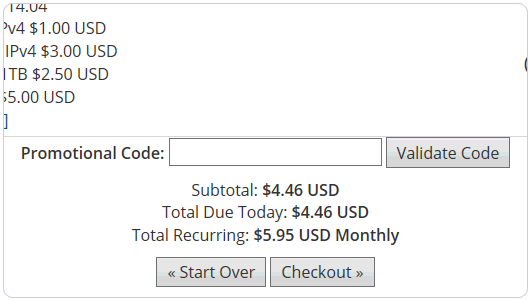 14.04
Pv4 $1.00 USD
IPv4 $3.00 USD
1TB $2.50 USD
$5.00 USD
]
(
Promotional Code: Validate Code
Subtotal: $4.46 USD
Total Due Today: $4.46 USD
Total Recurring: $5.95 USD Monthly
« Start Over Checkout »